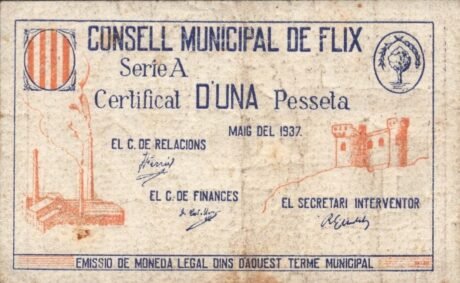 CONSELL MUNICIPAL DE FLIX
Serie A
Certificat D'UNA Pesseta
MAIG DEL 1937.
EL C. DE RELACIONS
EL C. DE FINANCES
EL SECRETARI INTERVENTOR
EMISSIO DE MONEDA LEGAL DINS D'AQUEST TERME MUNICIPAL